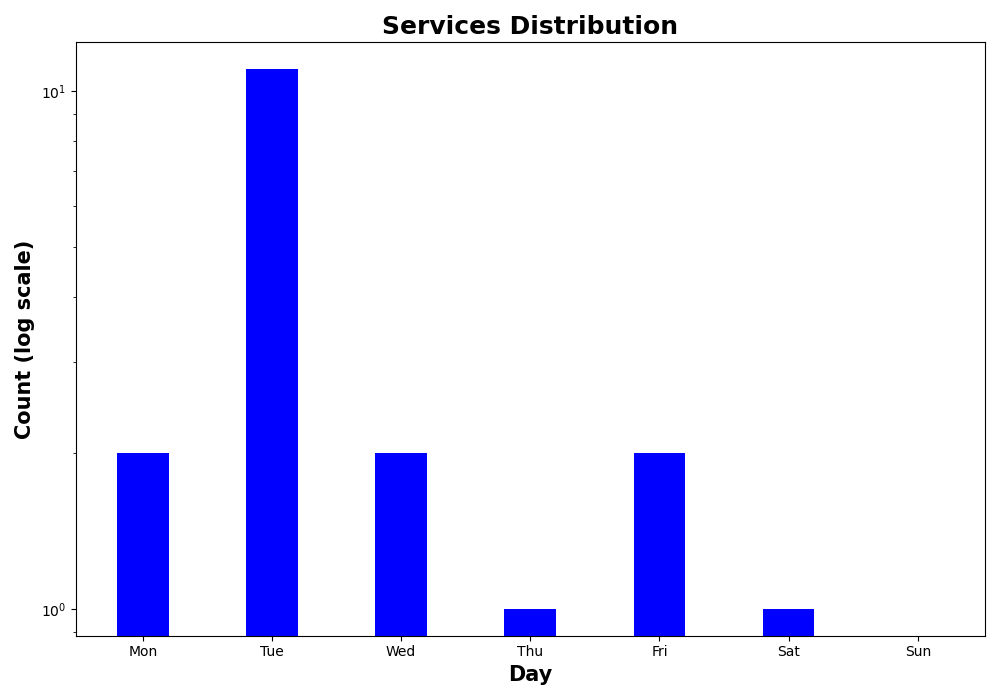 Services Distribution
Count (log scale)
10¹
10⁰
Mon Tue Wed Thu Fri Sat Sun
Day